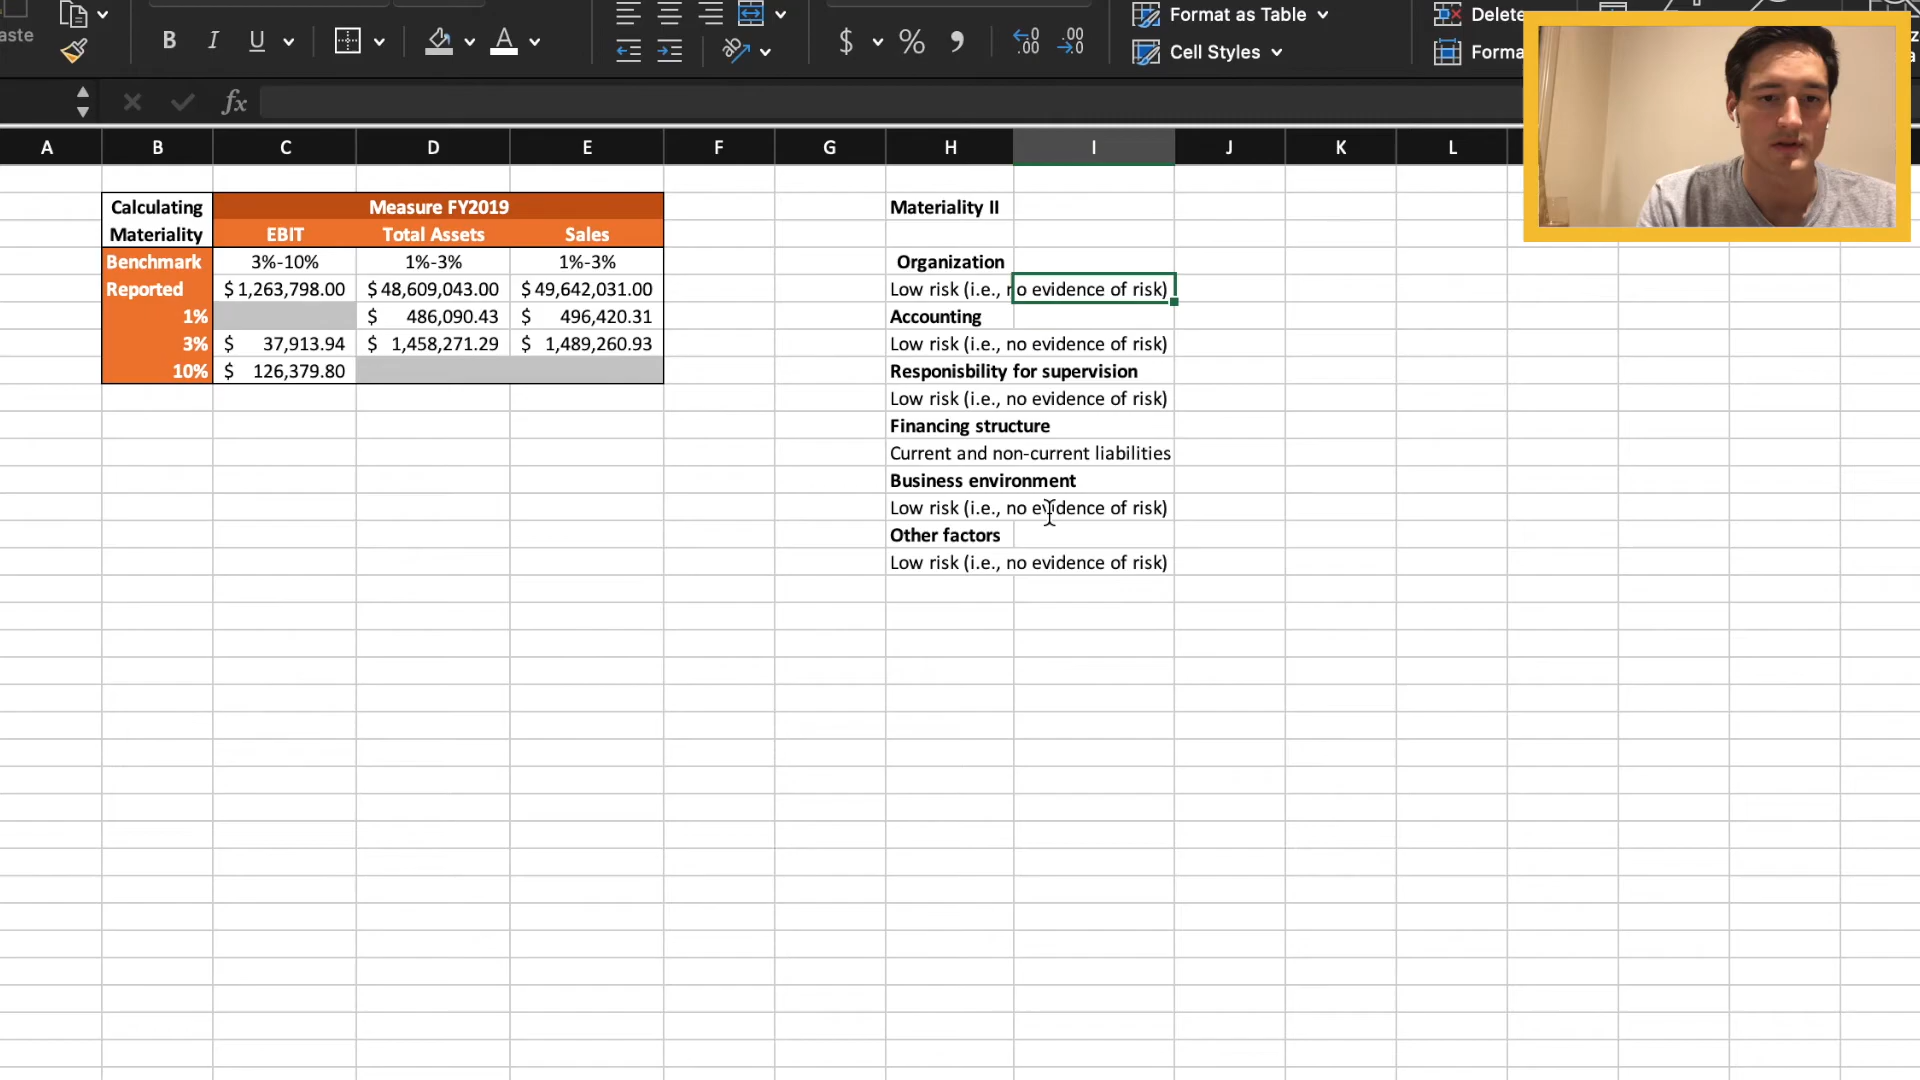 aste
B I U
$ % , .00 .00
Format as Table
Cell Styles
Delete
Forma
fx
A B C D E F G H I J K L
Calculating Materiality
Measure FY2019
EBIT Total Assets Sales
Benchmark 3%-10% 1%-3% 1%-3%
Reported $ 1,263,798.00 $ 48,609,043.00 $ 49,642,031.00
1% $ 486,090.43 $ 496,420.31
3% $ 37,913.94 $ 1,458,271.29 $ 1,489,260.93
10% $ 126,379.80
Materiality II
Organization
Low risk (i.e., no evidence of risk)
Accounting
Low risk (i.e., no evidence of risk)
Responisbility for supervision
Low risk (i.e., no evidence of risk)
Financing structure
Current and non-current liabilities
Business environment
Low risk (i.e., no evidence of risk)
Other factors
Low risk (i.e., no evidence of risk)